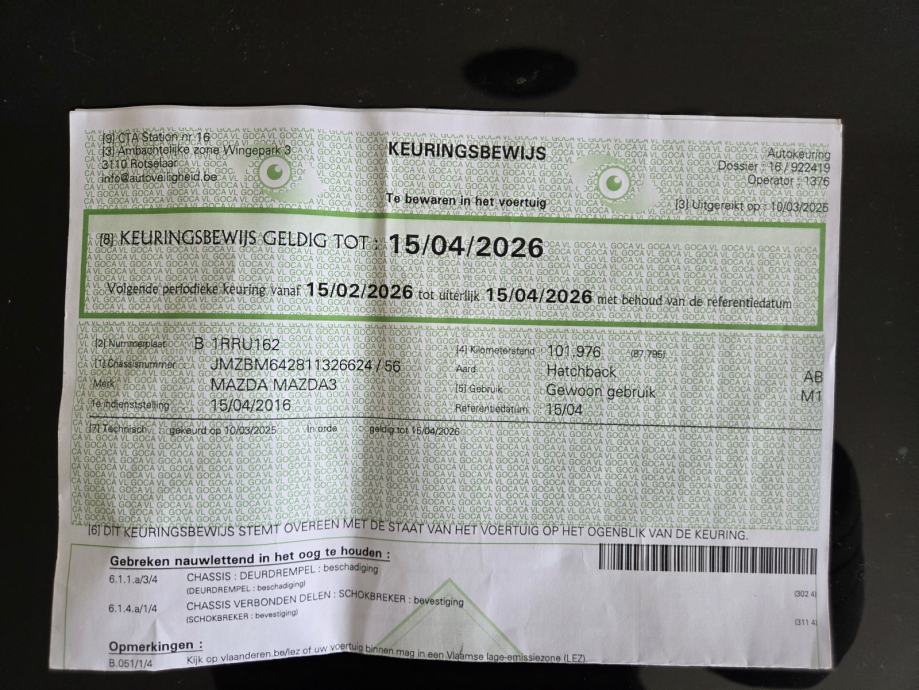 [9] CTA Station nr 16
[3] Ambachtelijke zone Wingepark 3
3110 Rotselaar
info@autoveiligheid.be
KEURINGSBEWIJS
Te bewaren in het voertuig
Autokeuring
Dossier : 16 / 922419
Operator : 1376
[3] Uitgereikt op : 10/03/2025
[8] KEURINGSBEWIJS GELDIG TOT : 15/04/2026
Volgende periodieke keuring vanaf 15/02/2026 tot uiterlijk 15/04/2026 met behoud van de referentiedatum
[2] Nummerplaat B 1RRU162
[1] Chassisnummer : JMZBM642811326624 / 56
Merk MAZDA MAZDA3
1e indienststelling : 15/04/2016
[4] Kilometerstand : 101.976 (87.795)
Aard : Hatchback AB
[5] Gebruik : Gewoon gebruik M1
Referentiedatum : 15/04
[7] Technisch : gekeurd op 10/03/2025 In orde geldig tot 15/04/2026
[6] DIT KEURINGSBEWIJS STEMT OVEREEN MET DE STAAT VAN HET VOERTUIG OP HET OGENBLIK VAN DE KEURING.
Gebreken nauwlettend in het oog te houden :
6.1.1.a/3/4 CHASSIS : DEURDREMPEL : beschadiging (302 4)
(DEURDREMPEL : beschadiging)
6.1.4.a/1/4 CHASSIS VERBONDEN DELEN : SCHOKBREKER : bevestiging (311 4)
(SCHOKBREKER : bevestiging)
Opmerkingen :
B.051/1/4 Kijk op vlaanderen.be/lez of uw voertuig binnen mag in een Vlaamse lage-emissiezone (LEZ)